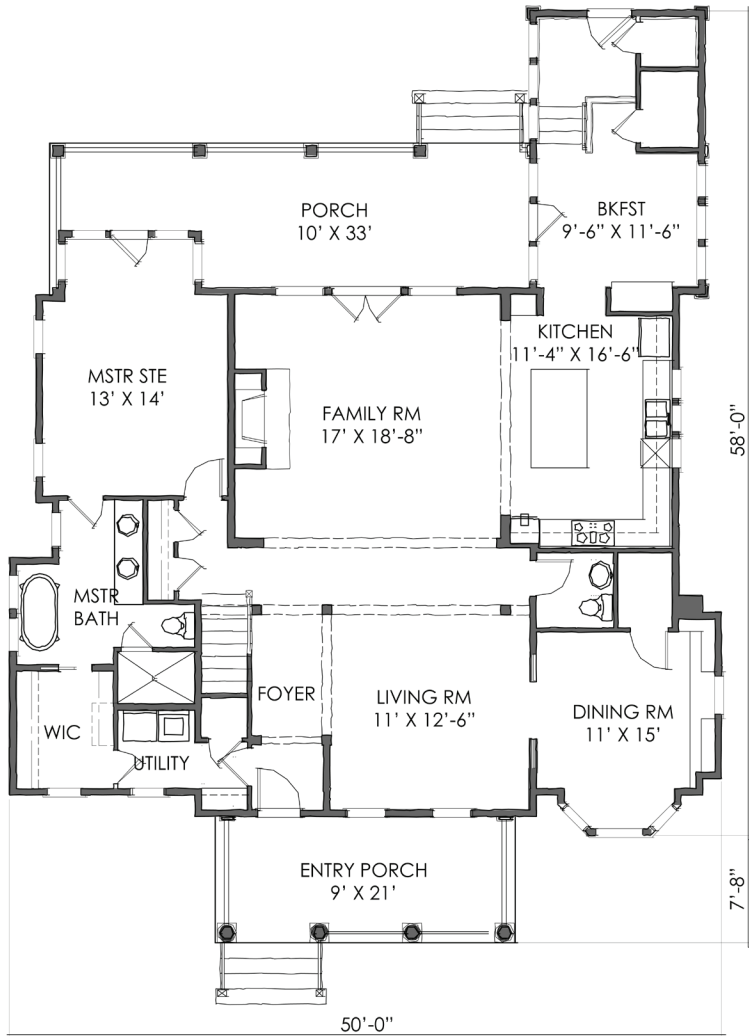 PORCH
10' X 33'
BKFST
9'-6" X 11'-6"
KITCHEN
11'-4" X 16'-6"
MSTR STE
13' X 14'
FAMILY RM
17' X 18'-8"
58'-0"
MSTR
BATH
FOYER
LIVING RM
11' X 12'-6"
DINING RM
11' X 15'
WIC
UTILITY
ENTRY PORCH
9' X 21'
7'-8"
50'-0"